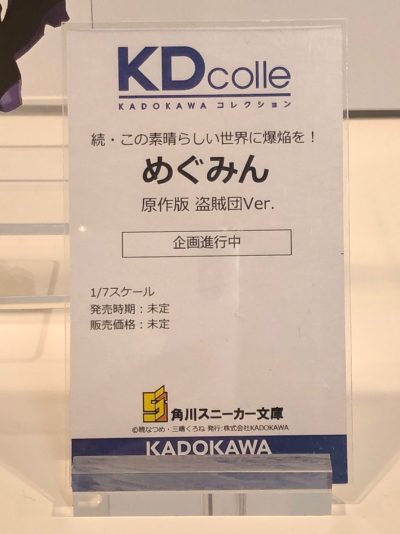 KDcolle
KADOKAWA コレクション
続・この素晴らしい世界に爆焔を！
めぐみん
原作版 盗賊団Ver.
企画進行中
1/7スケール
発売時期：未定
販売価格：未定
角川スニーカー文庫
©暁なつめ・三嶋くろね 発行：株式会社KADOKAWA
KADOKAWA